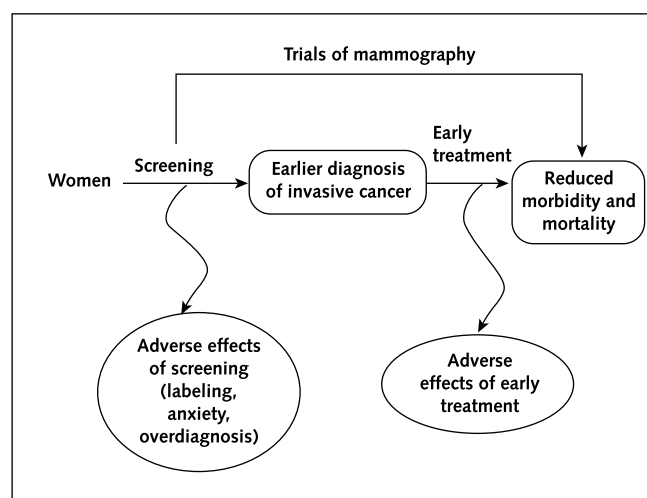 Trials of mammography
Early
treatment
Screening
Women
Earlier diagnosis
of invasive cancer
Reduced
morbidity and
mortality
Adverse effects
of screening
(labeling,
anxiety,
overdiagnosis)
Adverse
effects of early
treatment